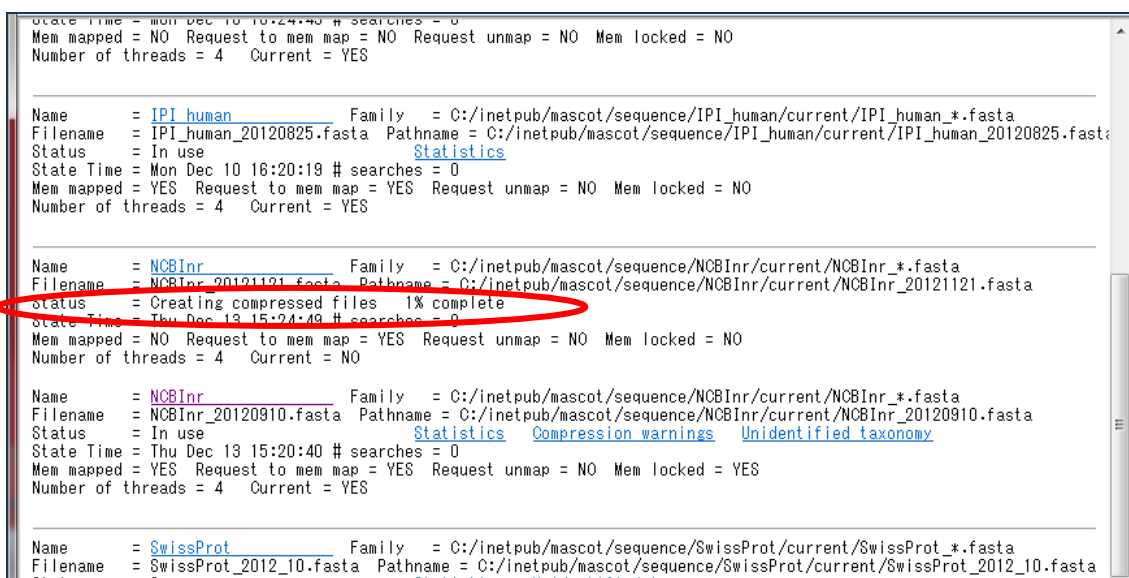 State Time = Mon Dec 10 16:24:45 # searches = 0
Mem mapped = NO Request to mem map = NO Request unmap = NO Mem locked = NO
Number of threads = 4 Current = YES
Name = IPI_human Family = C:/inetpub/mascot/sequence/IPI_human/current/IPI_human_*.fasta
Filename = IPI_human_20120825.fasta Pathname = C:/inetpub/mascot/sequence/IPI_human/current/IPI_human_20120825.fasta
Status = In use Statistics
State Time = Mon Dec 10 16:20:19 # searches = 0
Mem mapped = YES Request to mem map = YES Request unmap = NO Mem locked = NO
Number of threads = 4 Current = YES
Name = NCBInr Family = C:/inetpub/mascot/sequence/NCBInr/current/NCBInr_*.fasta
Filename = NCBInr_20121121.fasta Pathname = C:/inetpub/mascot/sequence/NCBInr/current/NCBInr_20121121.fasta
Status = Creating compressed files 1% complete
State Time = Thu Dec 13 15:24:49 # searches = 0
Mem mapped = NO Request to mem map = YES Request unmap = NO Mem locked = NO
Number of threads = 4 Current = NO
Name = NCBInr Family = C:/inetpub/mascot/sequence/NCBInr/current/NCBInr_*.fasta
Filename = NCBInr_20120910.fasta Pathname = C:/inetpub/mascot/sequence/NCBInr/current/NCBInr_20120910.fasta
Status = In use Statistics Compression warnings Unidentified taxonomy
State Time = Thu Dec 13 15:20:40 # searches = 0
Mem mapped = YES Request to mem map = YES Request unmap = NO Mem locked = YES
Number of threads = 4 Current = YES
Name = SwissProt Family = C:/inetpub/mascot/sequence/SwissProt/current/SwissProt_*.fasta
Filename = SwissProt_2012_10.fasta Pathname = C:/inetpub/mascot/sequence/SwissProt/current/SwissProt_2012_10.fasta